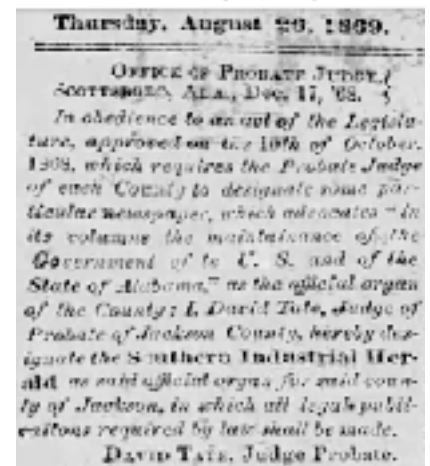 Thursday, August 26, 1869.
OFFICE OF PROBATE JUDGE,
SCOTTSBORO, ALA., Dec. 17, '68.
In obedience to an act of the Legisla-
ture, approved on the 10th of October,
1868, which requires the Probate Judge
of each County to designate some par-
ticular newspaper, which advocates "in
its columns the maintainance of the
Government of te U. S. and of the
State of Alabama," as the official organ
of the County: I, David Tate, Judge of
Probate of Jackson County, hereby des-
ignate the Southern Industrial Her-
ald as said official organ for said coun-
ty of Jackson, in which all legal publi-
cations required by law shall be made.
DAVID TATE, Judge Probate.